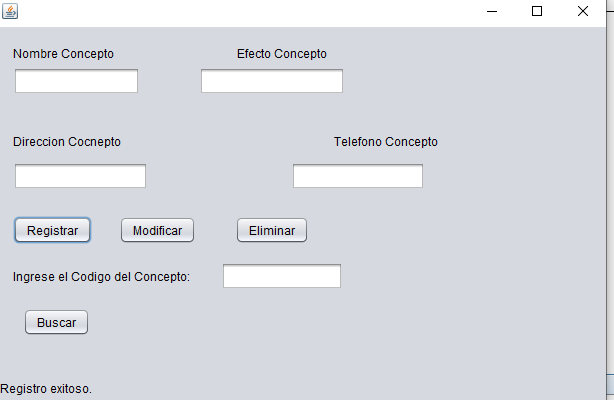 Nombre Concepto Efecto Concepto
Direccion Cocnepto Telefono Concepto
Registrar Modificar Eliminar
Ingrese el Codigo del Concepto:
Buscar
Registro exitoso.